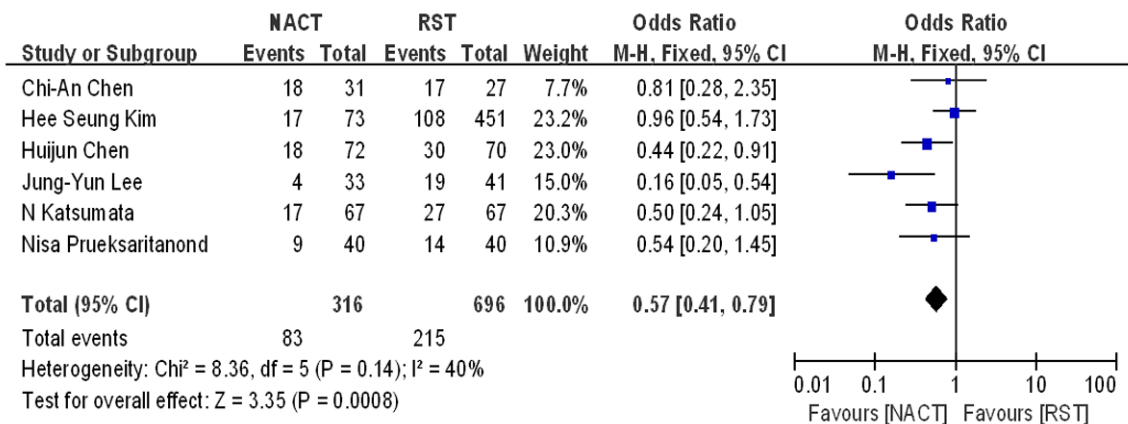 NACT RST Odds Ratio Odds Ratio
Study or Subgroup Events Total Events Total Weight M-H, Fixed, 95% CI M-H, Fixed, 95% CI
Chi-An Chen 18 31 17 27 7.7% 0.81 [0.28, 2.35]
Hee Seung Kim 17 73 108 451 23.2% 0.96 [0.54, 1.73]
Huijun Chen 18 72 30 70 23.0% 0.44 [0.22, 0.91]
Jung-Yun Lee 4 33 19 41 15.0% 0.16 [0.05, 0.54]
N Katsumata 17 67 27 67 20.3% 0.50 [0.24, 1.05]
Nisa Prueksaritanond 9 40 14 40 10.9% 0.54 [0.20, 1.45]
Total (95% CI) 316 696 100.0% 0.57 [0.41, 0.79]
Total events 83 215
Heterogeneity: Chi² = 8.36, df = 5 (P = 0.14); I² = 40%
Test for overall effect: Z = 3.35 (P = 0.0008)
0.01 0.1 1 10 100
Favours [NACT] Favours [RST]